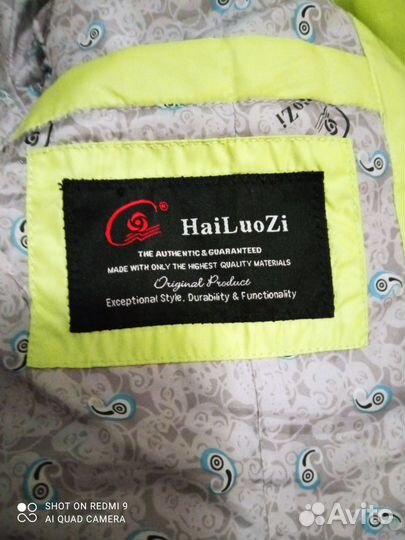 oZi
®
HaiLuoZi
THE AUTHENTIC & GUARANTEED
MADE WITH ONLY THE HIGHEST QUALITY MATERIALS
Original Product
Exceptional Style, Durability & Functionality
SHOT ON REDMI 9
AI QUAD CAMERA
Avito